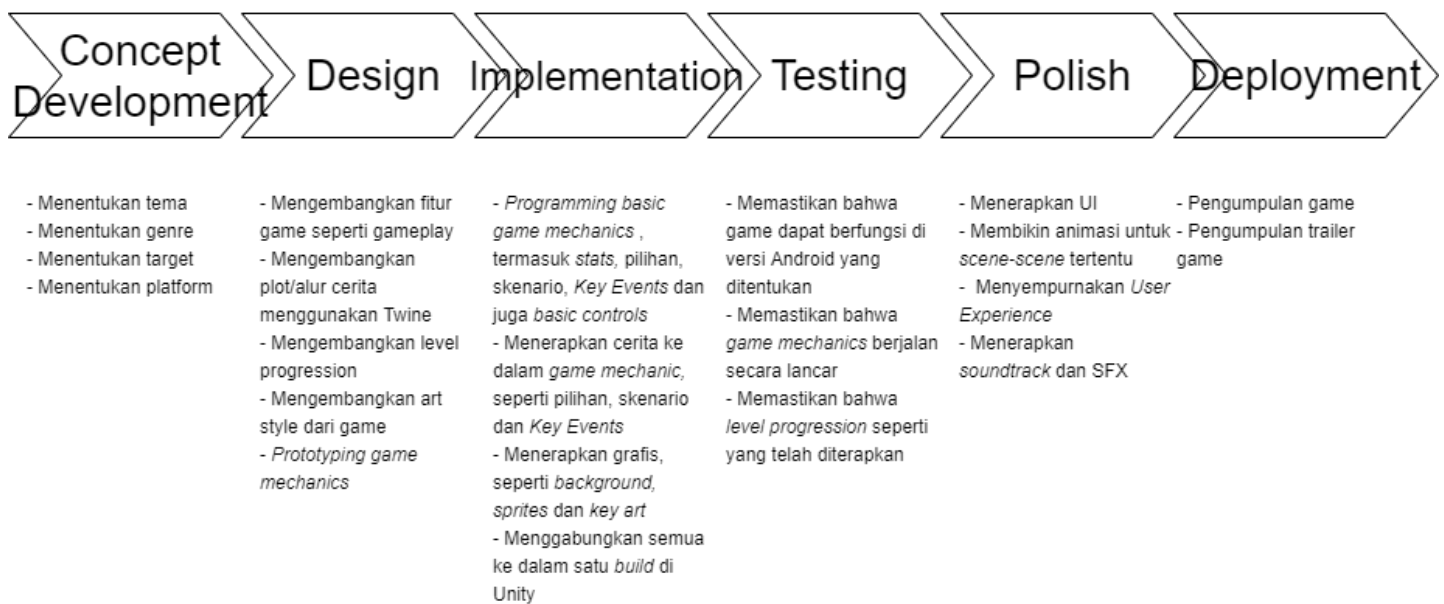 Concept
Development
Design
Implementation
Testing
Polish
Deployment
- Menentukan tema
- Menentukan genre
- Menentukan target
- Menentukan platform
- Mengembangkan fitur
game seperti gameplay
- Mengembangkan
plot/alur cerita
menggunakan Twine
- Mengembangkan level
progression
- Mengembangkan art
style dari game
- Prototyping game
mechanics
- Programming basic
game mechanics ,
termasuk stats, pilihan,
skenario, Key Events dan
juga basic controls
- Menerapkan cerita ke
dalam game mechanic,
seperti pilihan, skenario
dan Key Events
- Menerapkan grafis,
seperti background,
sprites dan key art
- Menggabungkan semua
ke dalam satu build di
Unity
- Memastikan bahwa
game dapat berfungsi di
versi Android yang
ditentukan
- Memastikan bahwa
game mechanics berjalan
secara lancar
- Memastikan bahwa
level progression seperti
yang telah diterapkan
- Menerapkan UI
- Membikin animasi untuk
scene-scene tertentu
- Menyempurnakan User
Experience
- Menerapkan
soundtrack dan SFX
- Pengumpulan game
- Pengumpulan trailer
game